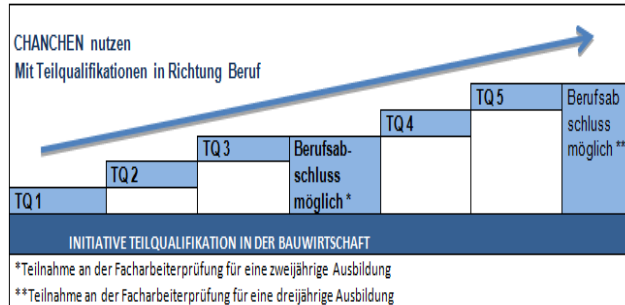 CHANCHEN nutzen
Mit Teilqualifikationen in Richtung Beruf
TQ 1
TQ 2
TQ 3
Berufsab-
schluss
möglich *
TQ 4
TQ 5
Berufsab
schluss
möglich **
INITIATIVE TEILQUALIFIKATION IN DER BAUWIRTSCHAFT
*Teilnahme an der Facharbeiterprüfung für eine zweijährige Ausbildung
**Teilnahme an der Facharbeiterprüfung für eine dreijährige Ausbildung